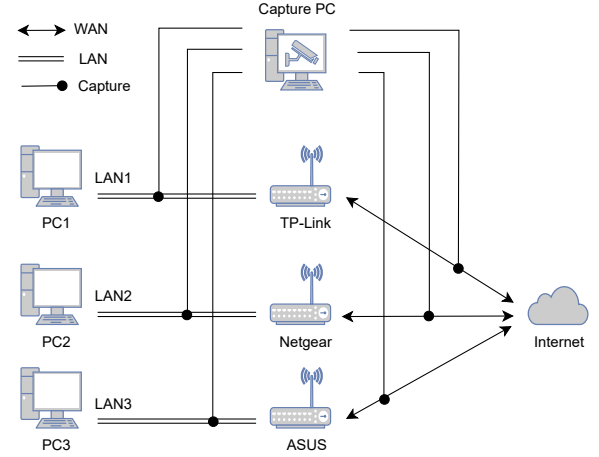 Capture PC
WAN
LAN
Capture
LAN1
PC1
TP-Link
LAN2
PC2
Netgear
Internet
LAN3
PC3
ASUS